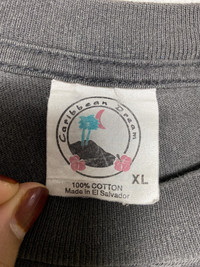 Caribbean Dream
XL
100% COTTON
Made in El Salvador